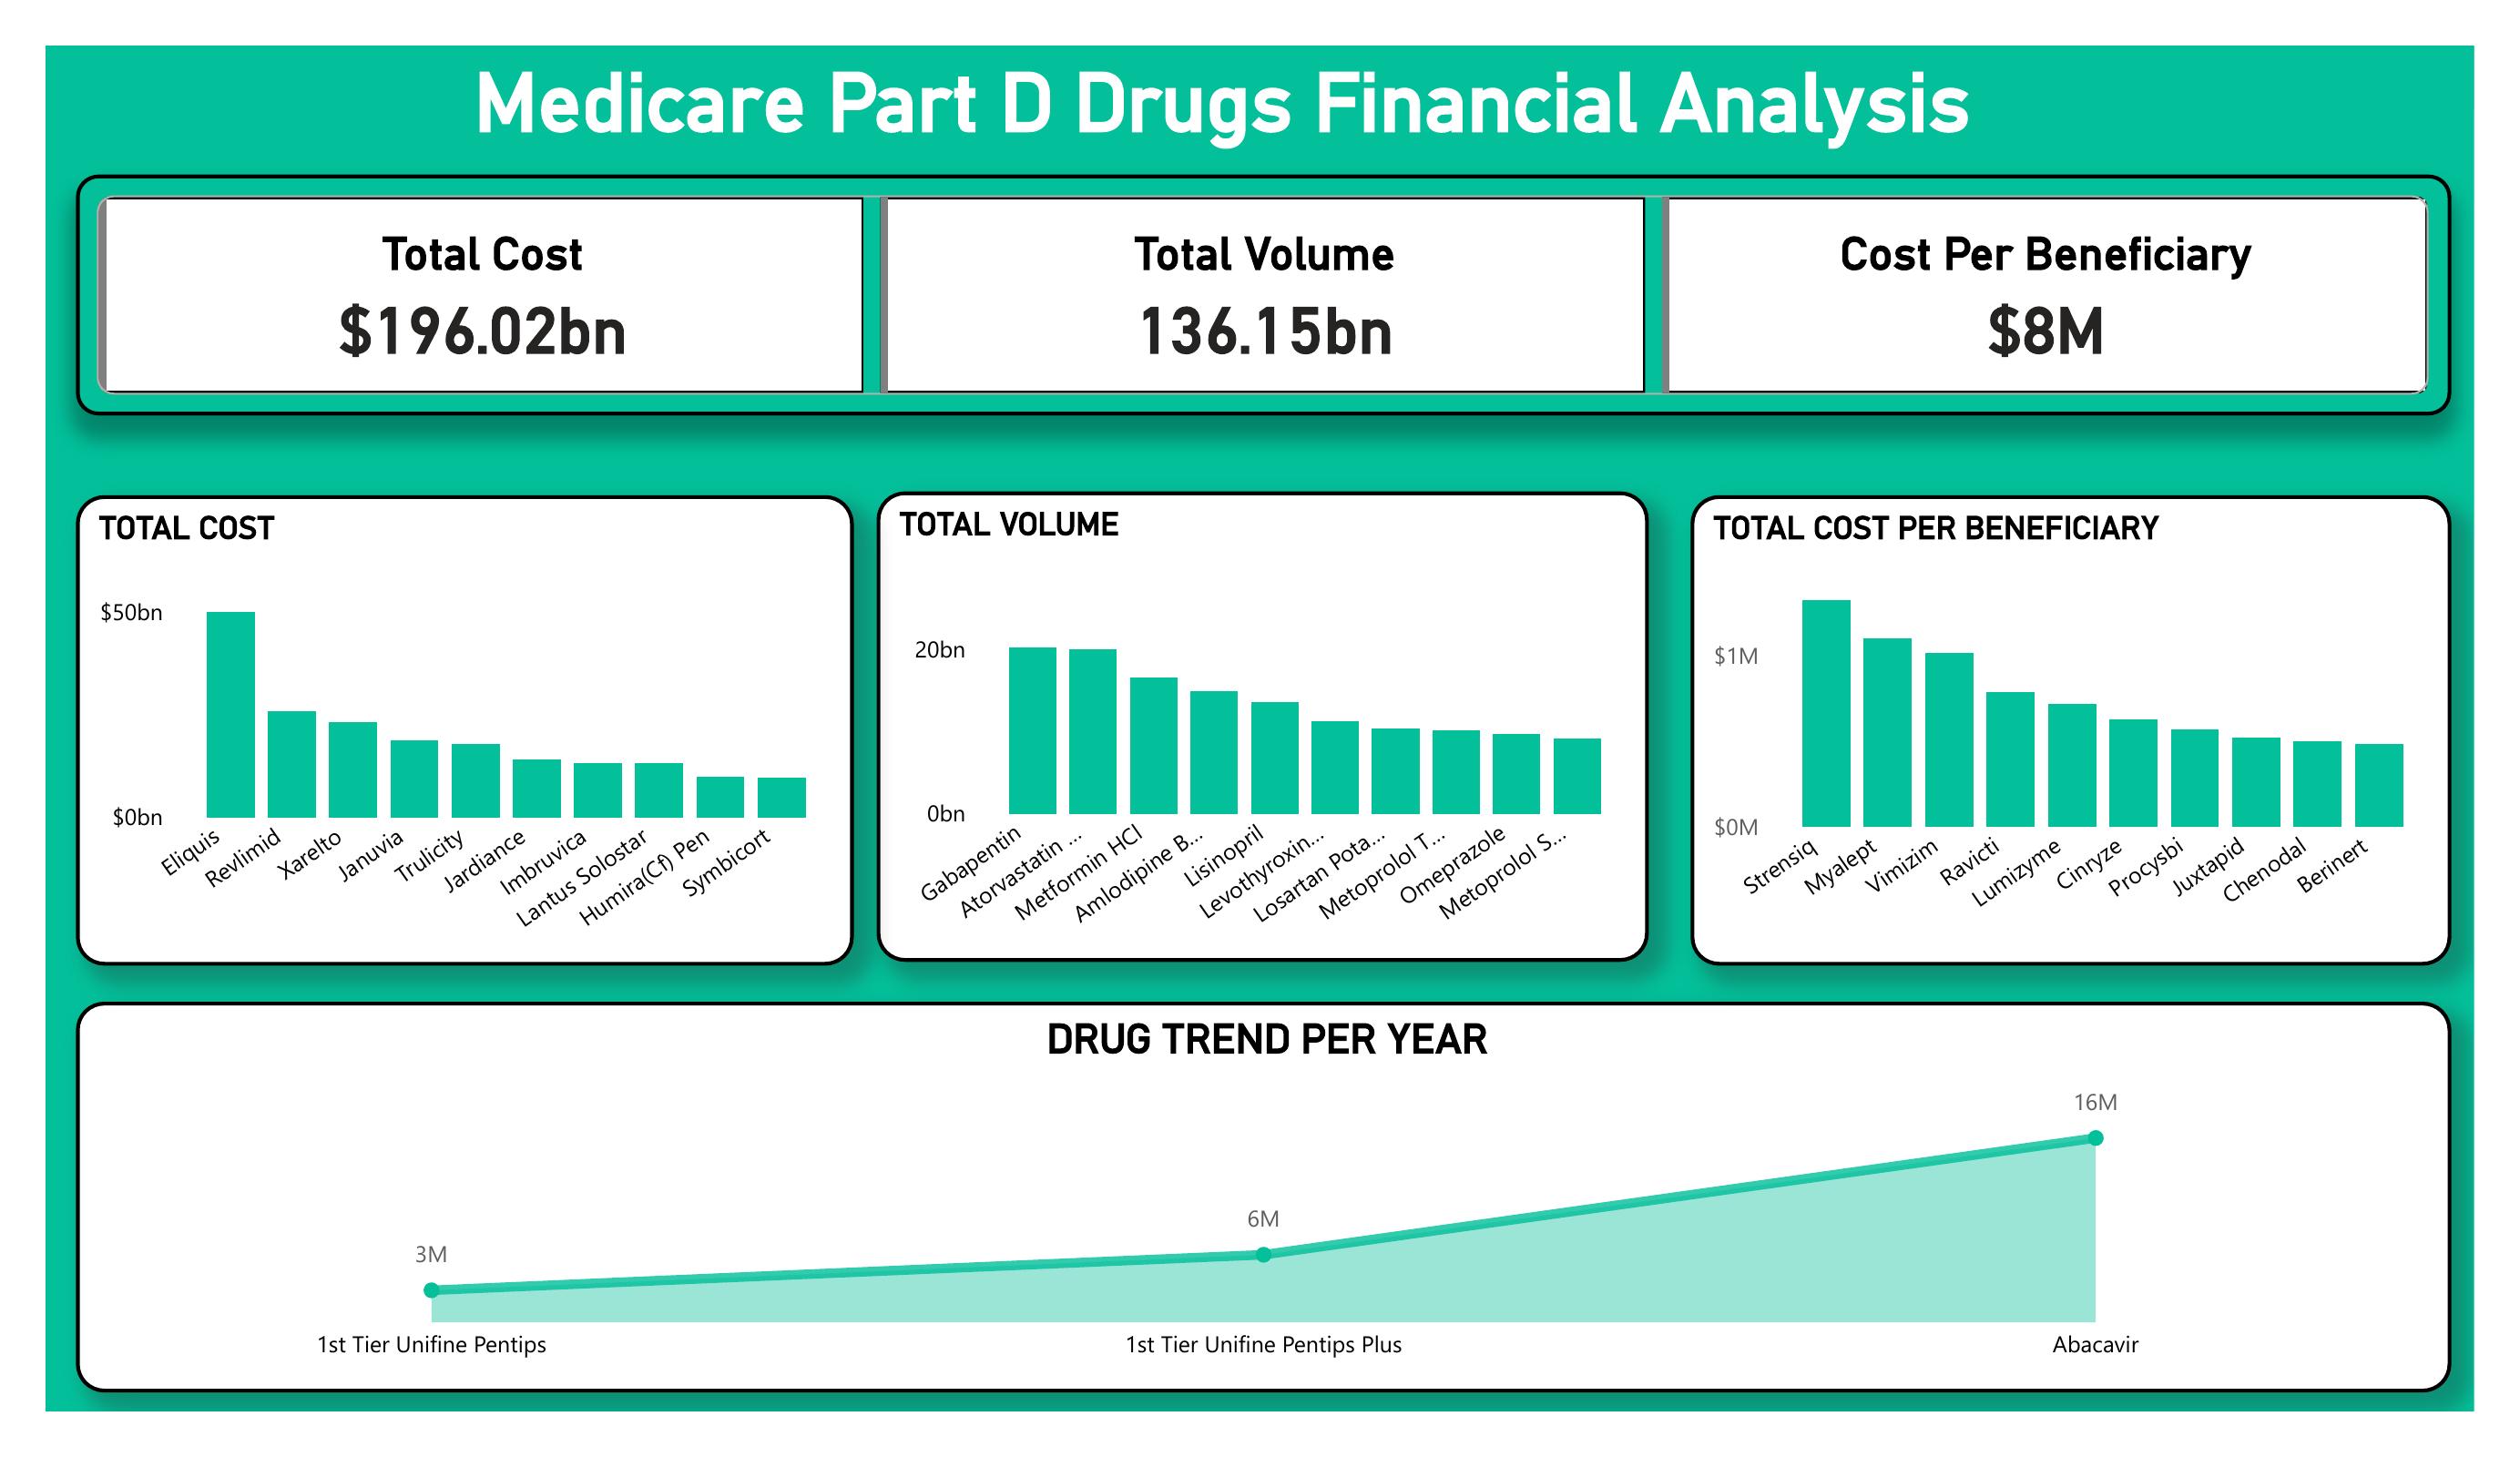 Medicare Part D Drugs Financial Analysis
Total Cost
$196.02bn
Total Volume
136.15bn
Cost Per Beneficiary
$8M
TOTAL COST
$50bn
$0bn
Eliquis
Revlimid
Xarelto
Januvia
Trulicity
Jardiance
Imbruvica
Lantus Solostar
Humira(Cf) Pen
Symbicort
TOTAL VOLUME
20bn
0bn
Gabapentin
Atorvastatin ...
Metformin HCl
Amlodipine B...
Lisinopril
Levothyroxin...
Losartan Pota...
Metoprolol T...
Omeprazole
Metoprolol S...
TOTAL COST PER BENEFICIARY
$1M
$0M
Strensiq
Myalept
Vimizim
Ravicti
Lumizyme
Cinryze
Procysbi
Juxtapid
Chenodal
Berinert
DRUG TREND PER YEAR
3M
6M
16M
1st Tier Unifine Pentips
1st Tier Unifine Pentips Plus
Abacavir